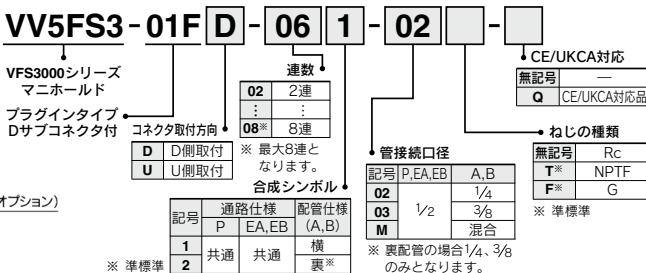 VV5FS3-01F D-06 1-02 -
VFS3000シリーズ
マニホールド
プラグインタイプ
Dサブコネクタ付
コネクタ取付方向
D D側取付
U U側取付
連数
02 2連
⋮ ⋮
08※ 8連
※ 最大8連と
なります。
合成シンボル
記号 通路仕様 配管仕様
P EA,EB (A,B)
1 共通 共通 横
2 裏※
※ 準標準
オプション)
管接続口径
記号 P,EA,EB A,B
02 1/2 1/4
03 3/8
M 混合
※ 裏配管の場合1/4、3/8
のみとなります。
CE/UKCA対応
無記号 —
Q CE/UKCA対応品
ねじの種類
無記号 Rc
T※ NPTF
F※ G
※ 準標準